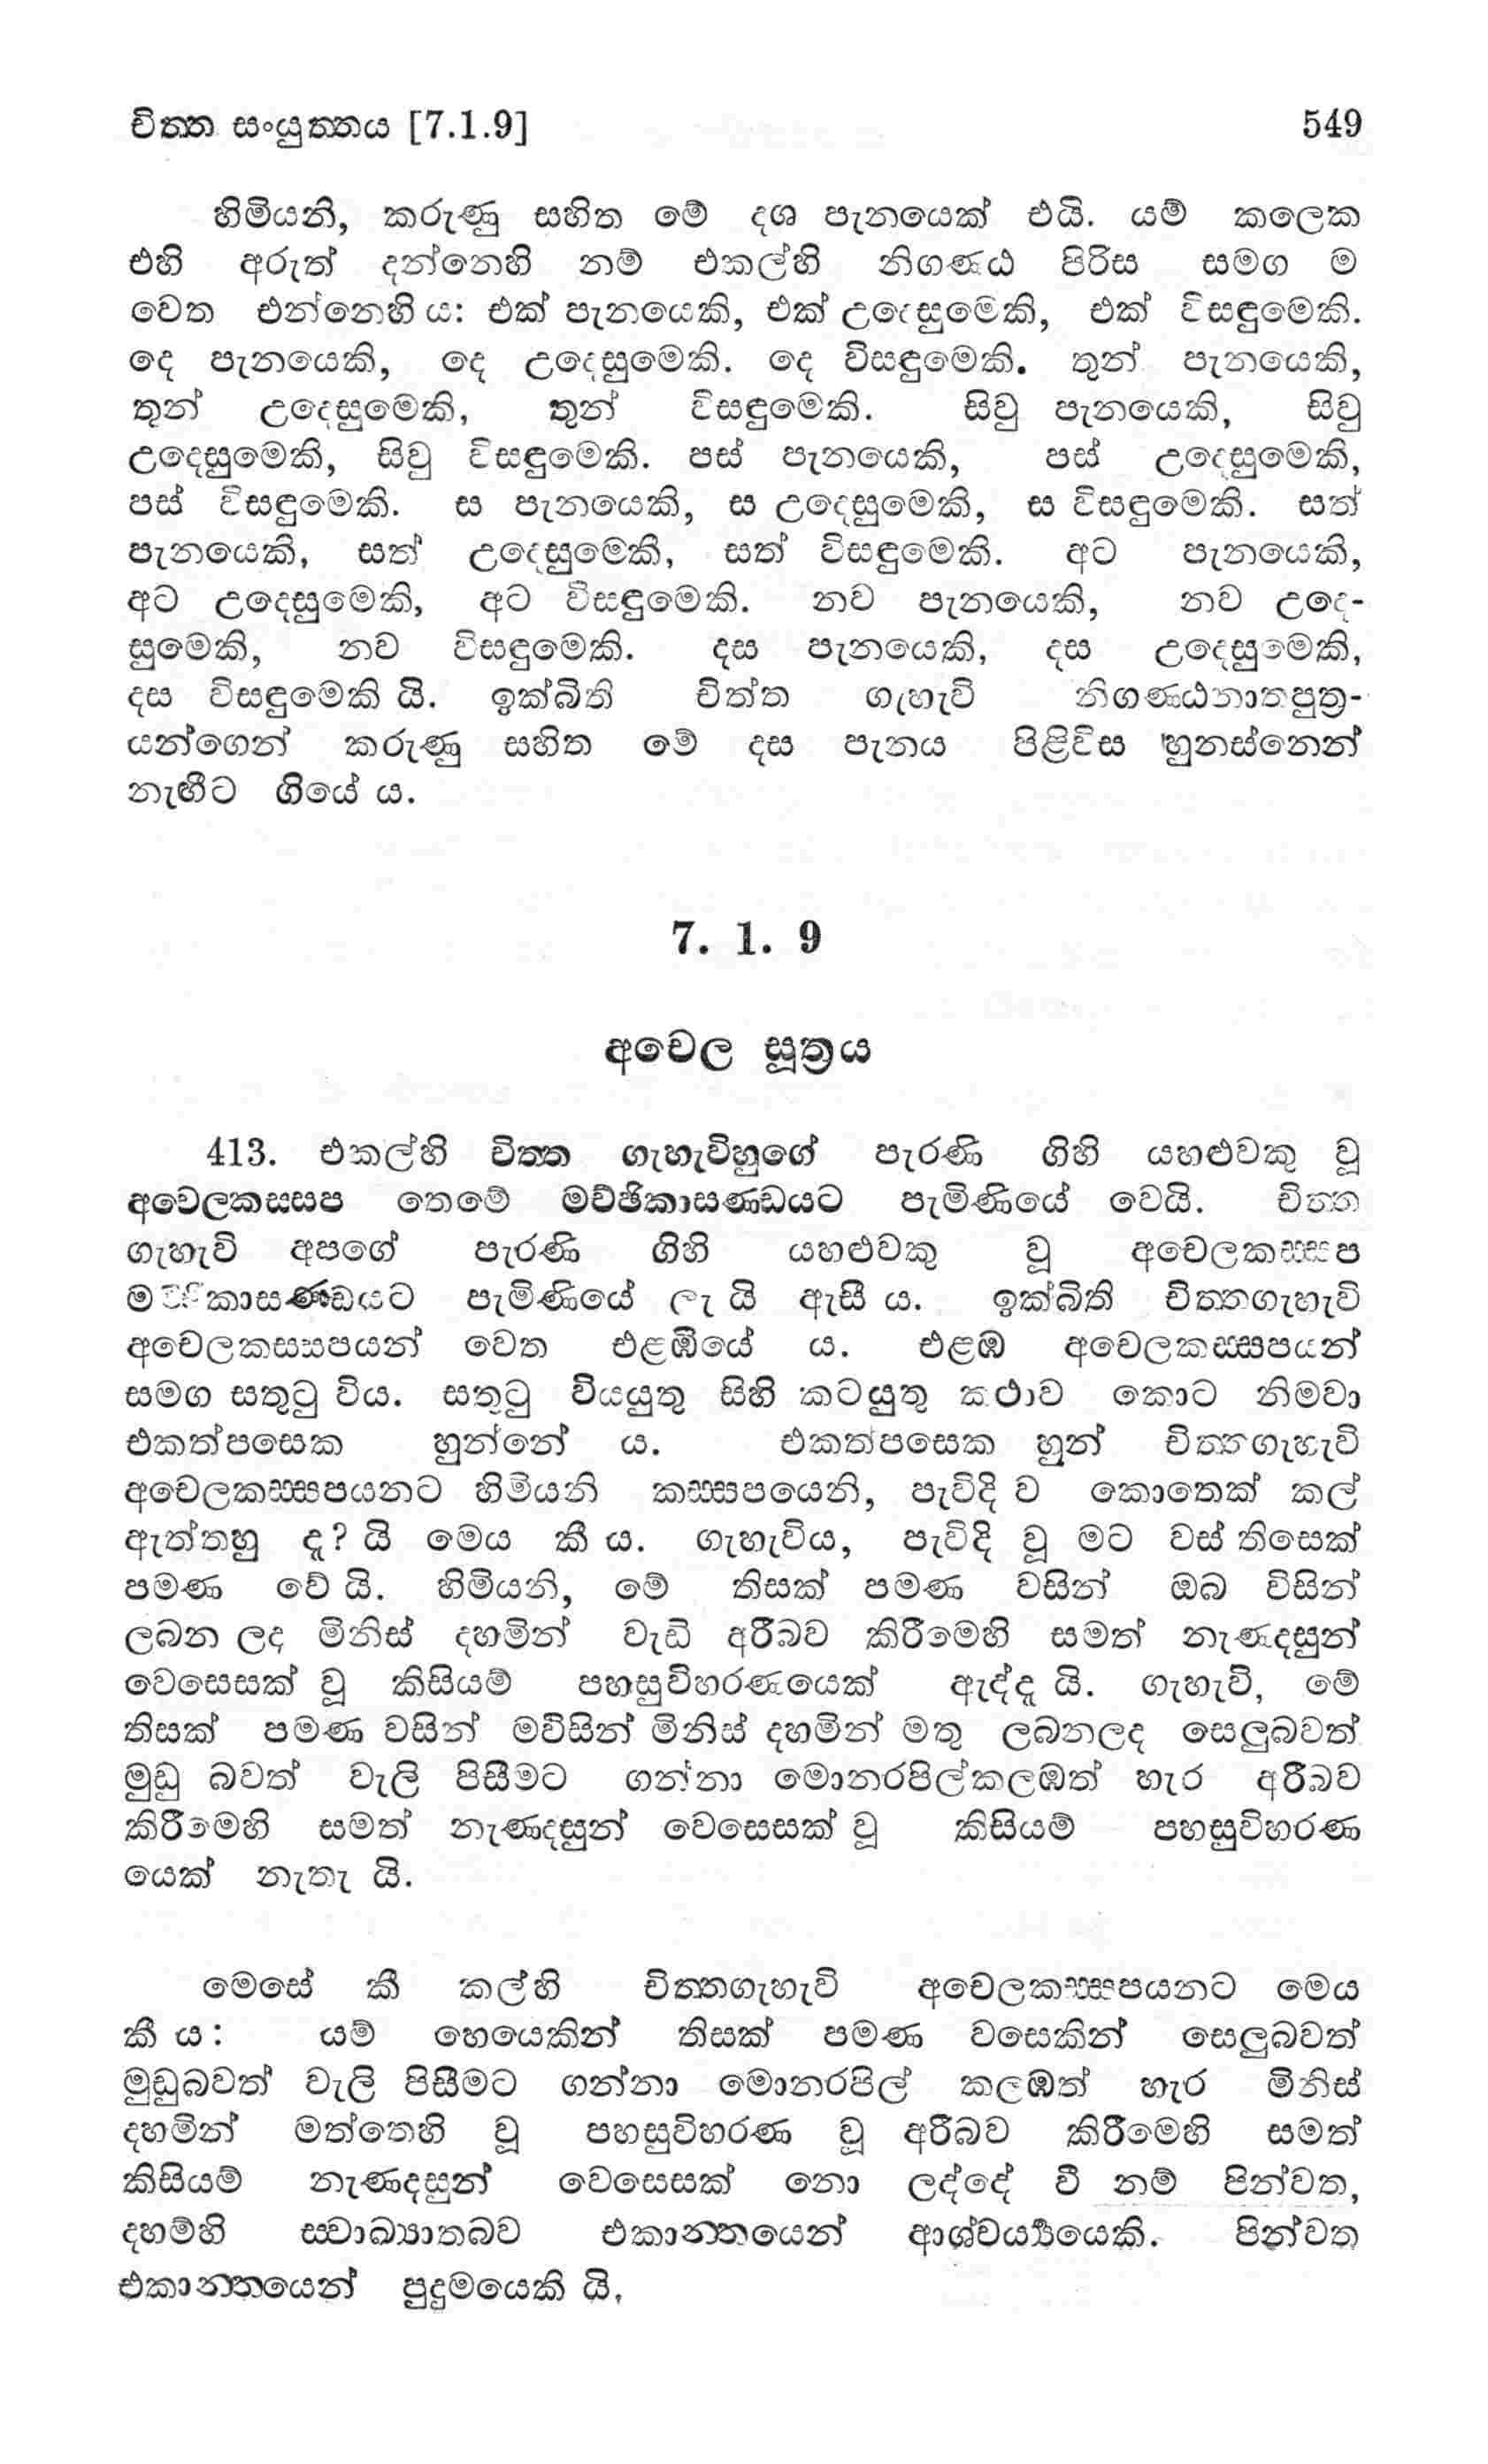 චිත්ත සංයුත්තය [7.1.9] 549
හිමියනි, කරුණු සහිත මේ දශ පැනයෙක් එයි. යම් කලෙක
එහි අරුත් දන්නෙහි නම් එකල්හි නිගණ්ඨ පිරිස සමග ම
වෙත එන්නෙහි ය: එක් පැනයෙකි, එක් උදෙසුමෙකි, එක් විසඳුමෙකි.
දෙ පැනයෙකි, දෙ උදෙසුමෙකි. දෙ විසඳුමෙකි. තුන් පැනයෙකි,
තුන් උදෙසුමෙකි, තුන් විසඳුමෙකි. සිවු පැනයෙකි, සිවු
උදෙසුමෙකි, සිවු විසඳුමෙකි. පස් පැනයෙකි, පස් උදෙසුමෙකි,
පස් විසඳුමෙකි. ස පැනයෙකි, ස උදෙසුමෙකි, ස විසඳුමෙකි. සත්
පැනයෙකි, සත් උදෙසුමෙකි, සත් විසඳුමෙකි. අට පැනයෙකි,
අට උදෙසුමෙකි, අට විසඳුමෙකි. නව පැනයෙකි, නව උදෙ-
සුමෙකි, නව විසඳුමෙකි. දස පැනයෙකි, දස උදෙසුමෙකි,
දස විසඳුමෙකි යි. ඉක්බිති චිත්ත ගැහැවි නිගණ්ඨනාතපුත්‍ර-
යන්ගෙන් කරුණු සහිත මේ දස පැනය පිළිවිස හුනස්නෙන්
නැඟීට ගියේ ය.
7. 1. 9
අචෙල සූත්‍රය
413. එකල්හි චිත්ත ගැහැවිහුගේ පැරණි ගිහි යහළුවකු වූ
අචෙලකස්සප තෙමේ මච්ඡිකාසණ්ඩයට පැමිණියේ වෙයි. චිත්ත
ගැහැවි අපගේ පැරණි ගිහි යහළුවකු වූ අචෙලකස්සප
මච්ඡිකාසණ්ඩයට පැමිණියේ ලැ යි ඇසී ය. ඉක්බිති චිත්තගැහැවි
අචෙලකස්සපයන් වෙත එළඹියේ ය. එළඹ අචෙලකස්සපයන්
සමග සතුටු විය. සතුටු වියයුතු සිහි කටයුතු කථාව කොට නිමවා
එකත්පසෙක හුන්නේ ය. එකත්පසෙක හුන් චිත්තගැහැවි
අචෙලකස්සපයනට හිමියනි කස්සපයෙනි, පැවිදි ව කොතෙක් කල්
ඇත්තහු ද? යි මෙය කී ය. ගැහැවිය, පැවිදි වූ මට වස් තිසෙක්
පමණ වේ යි. හිමියනි, මේ තිසක් පමණ වසින් ඔබ විසින්
ලබන ලද මිනිස් දහමින් වැඩි අරීබව කිරීමෙහි සමත් නැණදසුන්
වෙසෙසක් වූ කිසියම් පහසුවිහරණයෙක් ඇද්ද යි. ගැහැවි, මේ
තිසක් පමණ වසින් මවිසින් මිනිස් දහමින් මතු ලබනලද සෙලුබවත්
මුඩු බවත් වැලි පිසීමට ගන්නා මොනරපිල්කලඹත් හැර අරීබව
කිරීමෙහි සමත් නැණදසුන් වෙසෙසක් වූ කිසියම් පහසුවිහරණ
යෙක් නැතැ යි.
මෙසේ කී කල්හි චිත්තගැහැවි අචෙලකස්සපයනට මෙය
කී ය: යම් හෙයෙකින් තිසක් පමණ වසෙකින් සෙලුබවත්
මුඩුබවත් වැලි පිසීමට ගන්නා මොනරපිල් කලඹත් හැර මිනිස්
දහමින් මත්තෙහි වූ පහසුවිහරණ වූ අරීබව කිරීමෙහි සමත්
කිසියම් නැණදසුන් වෙසෙසක් නො ලද්දේ වී නම් පින්වත,
දහම්හි ස්වාඛ්‍යාතබව එකාන්තයෙන් ආශ්චර්‍ය්‍යයෙකි. පින්වත
එකාන්තයෙන් පුදුමයෙකි යි.